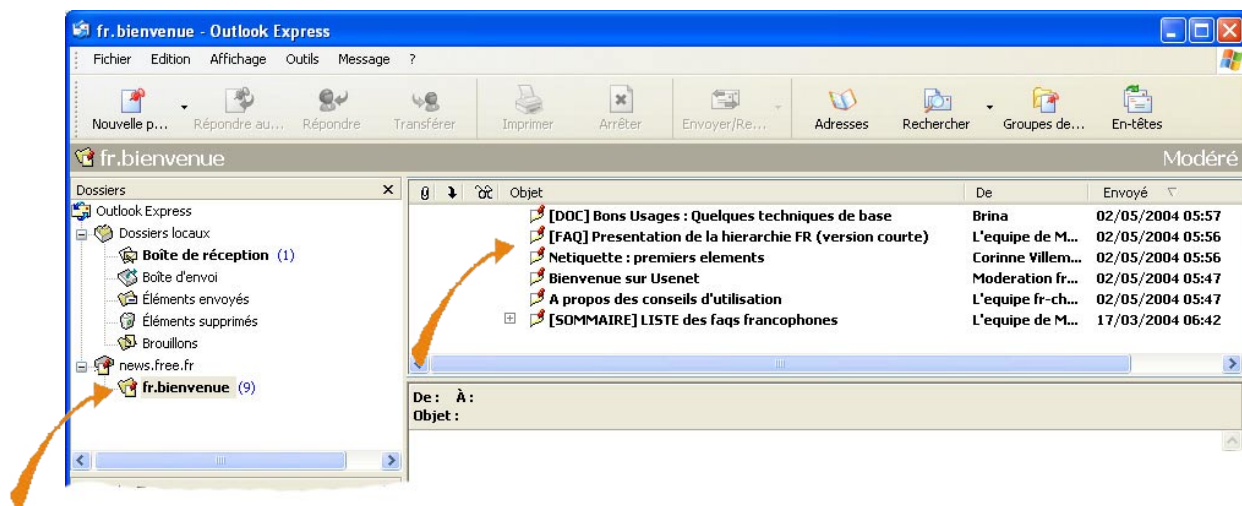 fr.bienvenue - Outlook Express
Fichier Edition Affichage Outils Message ?
Nouvelle p... Répondre au... Répondre Transférer Imprimer Arrêter Envoyer/Re... Adresses Rechercher Groupes de... En-têtes
fr.bienvenue Modéré
Dossiers
Outlook Express
Dossiers locaux
Boîte de réception (1)
Boîte d'envoi
Éléments envoyés
Éléments supprimés
Brouillons
news.free.fr
fr.bienvenue (9)
Objet De Envoyé
[DOC] Bons Usages : Quelques techniques de base Brina 02/05/2004 05:57
[FAQ] Presentation de la hierarchie FR (version courte) L'equipe de M... 02/05/2004 05:56
Netiquette : premiers elements Corinne Villem... 02/05/2004 05:56
Bienvenue sur Usenet Moderation fr... 02/05/2004 05:47
A propos des conseils d'utilisation L'equipe fr-ch... 02/05/2004 05:47
[SOMMAIRE] LISTE des faqs francophones L'equipe de M... 17/03/2004 06:42
De : À :
Objet :